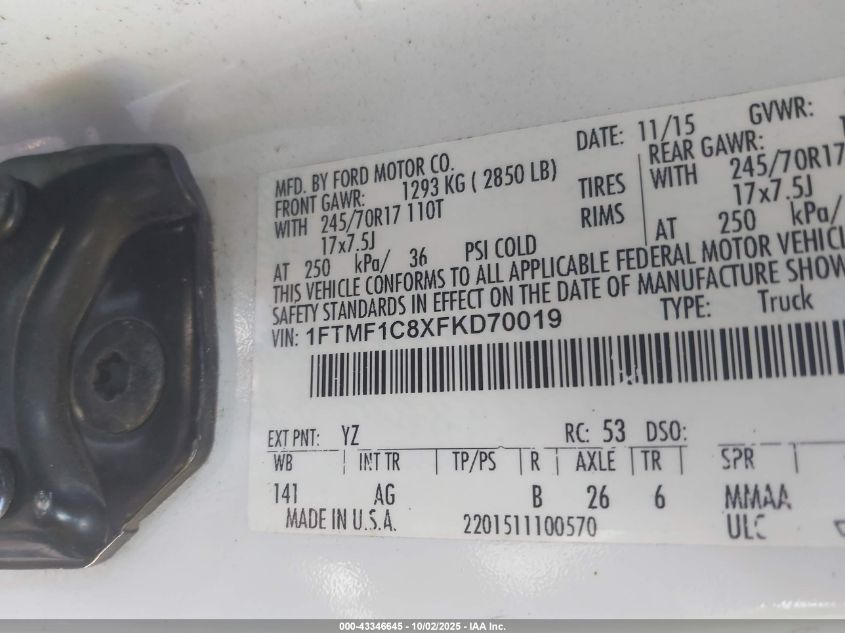 MFD. BY FORD MOTOR CO. DATE: 11/15 GVWR:
FRONT GAWR: 1293 KG ( 2850 LB) REAR GAWR:
WITH 245/70R17 110T TIRES WITH 245/70R17
17x7.5J RIMS 17x7.5J
AT 250 kPa/ 36 PSI COLD AT 250 kPa/
THIS VEHICLE CONFORMS TO ALL APPLICABLE FEDERAL MOTOR VEHICL
SAFETY STANDARDS IN EFFECT ON THE DATE OF MANUFACTURE SHOW
VIN: 1FTMF1C8XFKD70019 TYPE: Truck
EXT PNT: YZ RC: 53 DSO:
WB | INT TR | TP/PS | R | AXLE | TR | SPR |
141 AG B 26 6 MMAA
MADE IN U.S.A. 2201511100570 ULC
000-43346645 - 10/02/2025 - IAA Inc.